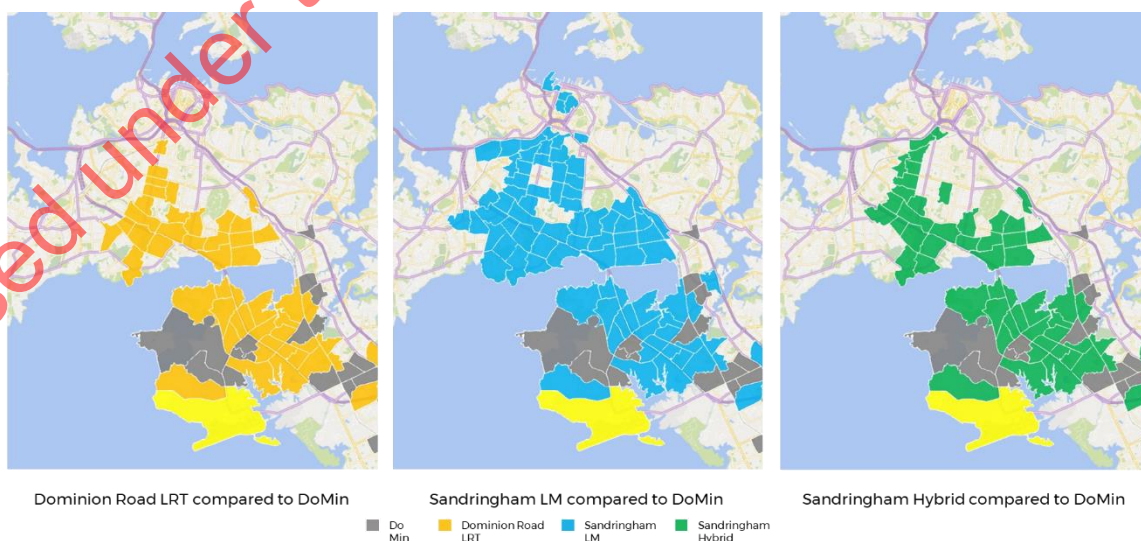 sed under t
Dominion Road LRT compared to DoMin
Sandringham LM compared to DoMin
Sandringham Hybrid compared to DoMin
Do
Min
Dominion Road
LRT
Sandringham
LM
Sandringham
Hybrid